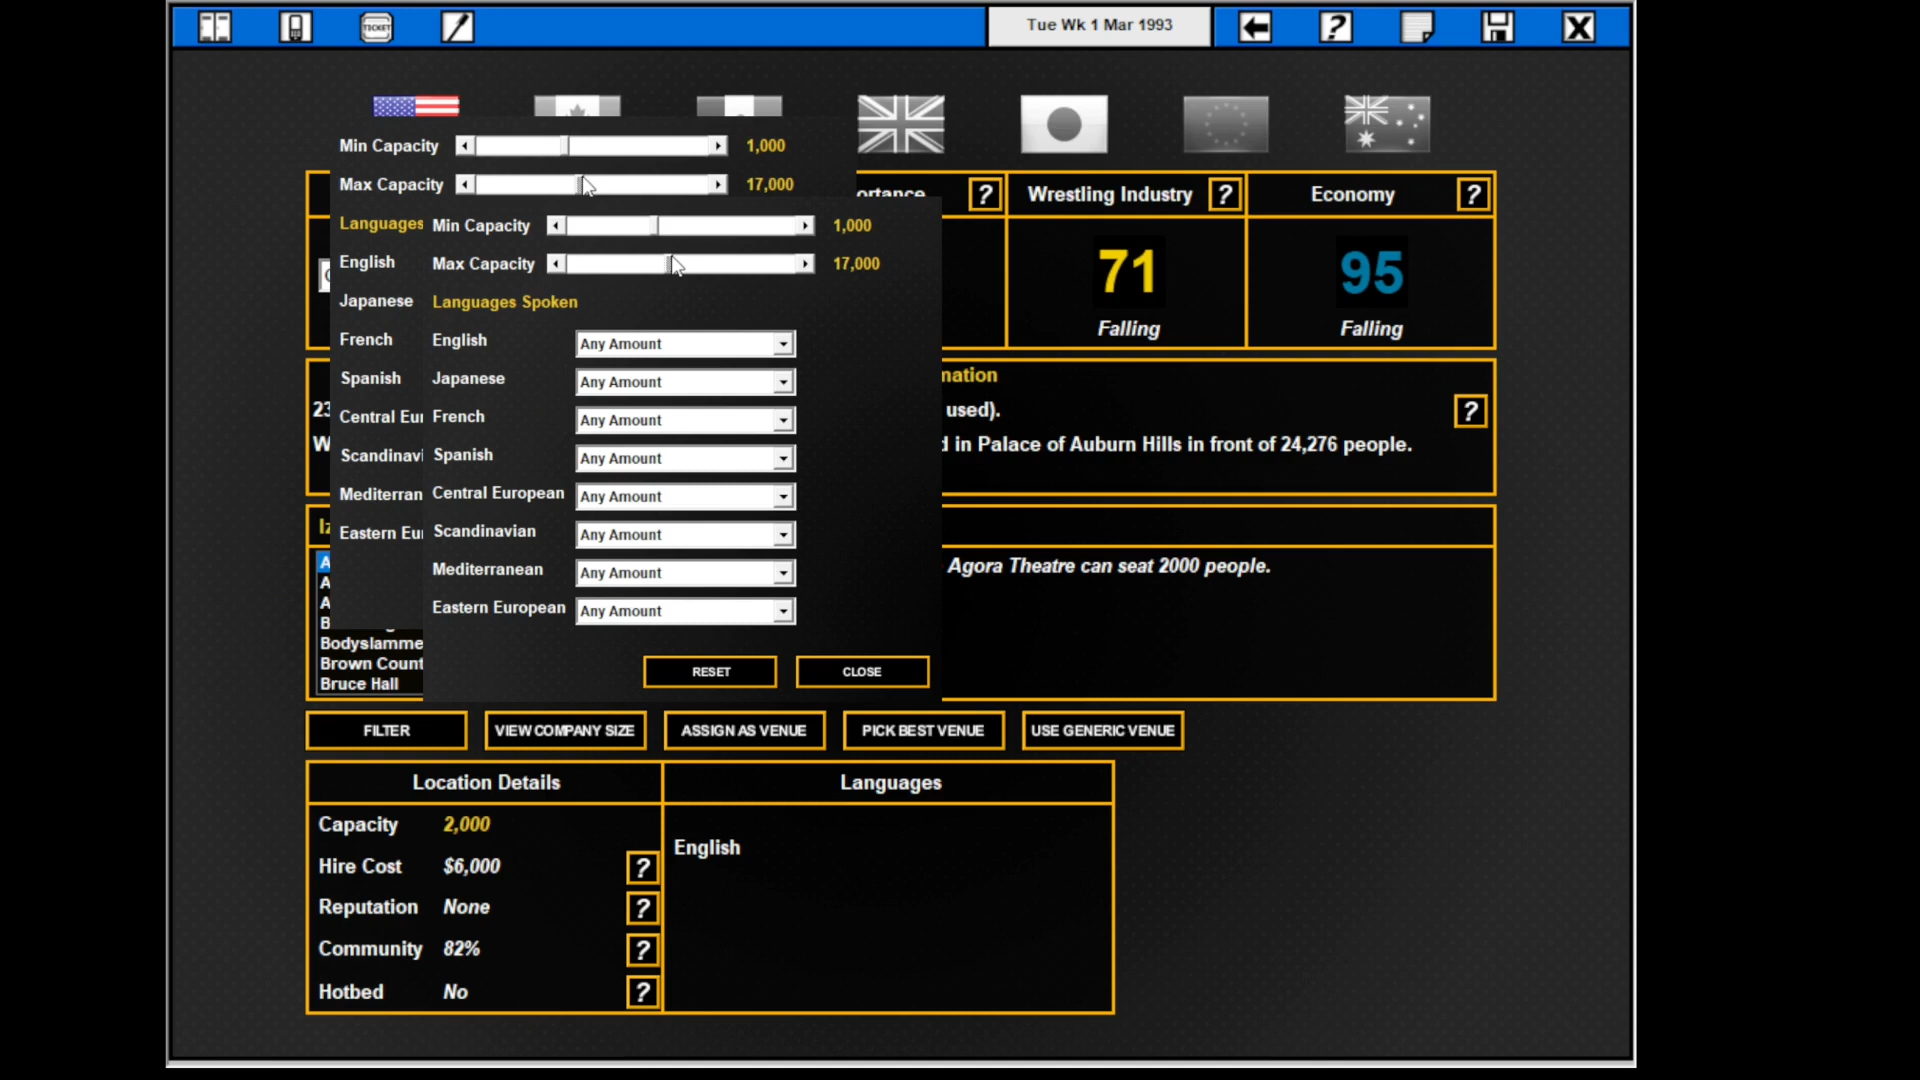 TICKET
Tue Wk 1 Mar 1993
?
X
Min Capacity 1,000
Max Capacity 17,000
ortance ?
Wrestling Industry ?
Economy ?
Languages
English
Japanese
French
Spanish
Central Eur
Scandinavi
Mediterran
Eastern Eur
Min Capacity 1,000
Max Capacity 17,000
Languages Spoken
English Any Amount
Japanese Any Amount
French Any Amount
Spanish Any Amount
Central European Any Amount
Scandinavian Any Amount
Mediterranean Any Amount
Eastern European Any Amount
RESET
CLOSE
71
Falling
95
Falling
mation
23
used).
?
W
d in Palace of Auburn Hills in front of 24,276 people.
Agora Theatre can seat 2000 people.
A
A
A
B
Bodyslamme
Brown Count
Bruce Hall
FILTER
VIEW COMPANY SIZE
ASSIGN AS VENUE
PICK BEST VENUE
USE GENERIC VENUE
Location Details
Languages
Capacity 2,000
Hire Cost $6,000 ?
Reputation None ?
Community 82% ?
Hotbed No ?
English